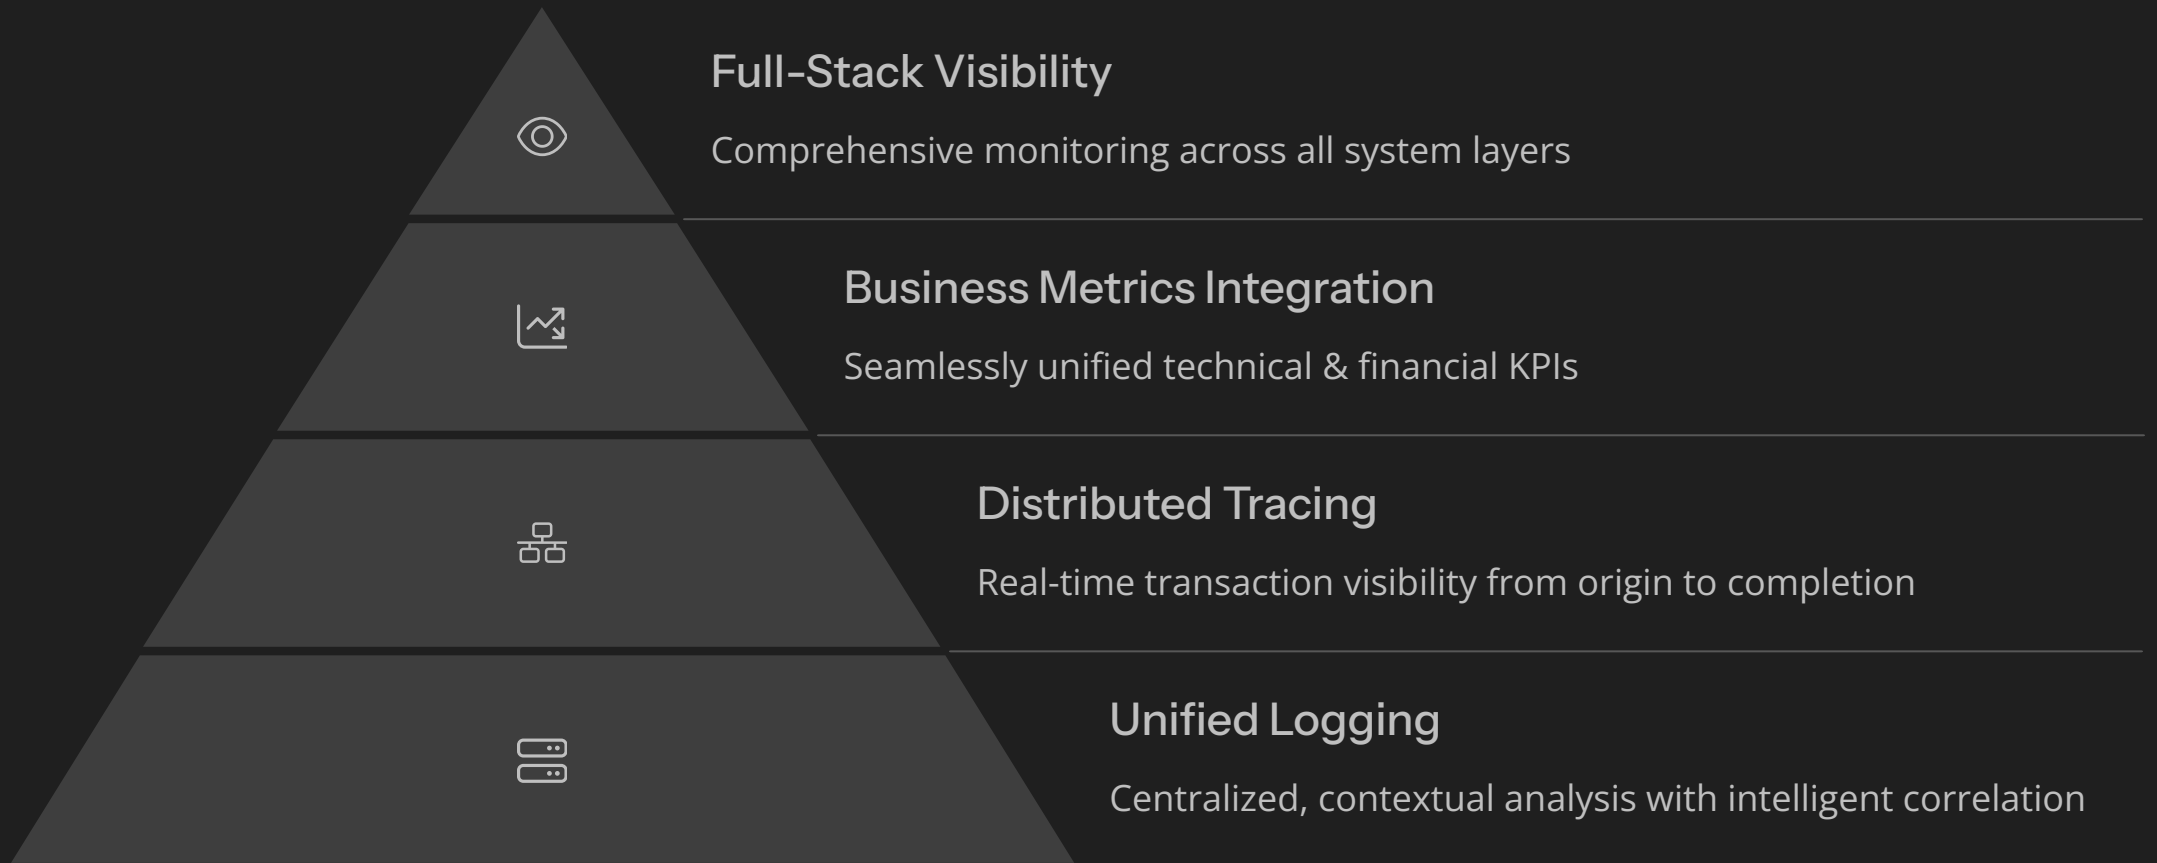 Full-Stack Visibility
Comprehensive monitoring across all system layers
Business Metrics Integration
Seamlessly unified technical & financial KPIs
Distributed Tracing
Real-time transaction visibility from origin to completion
Unified Logging
Centralized, contextual analysis with intelligent correlation